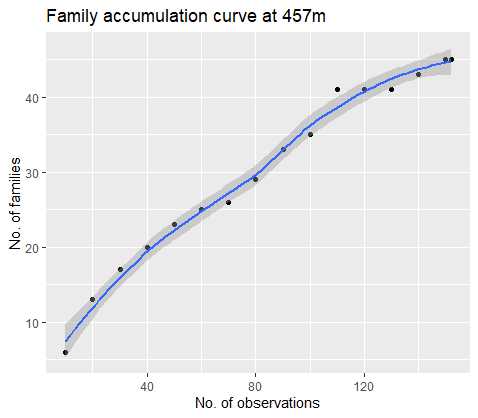 Family accumulation curve at 457m
No. of families
40
30
20
10
40 80 120
No. of observations